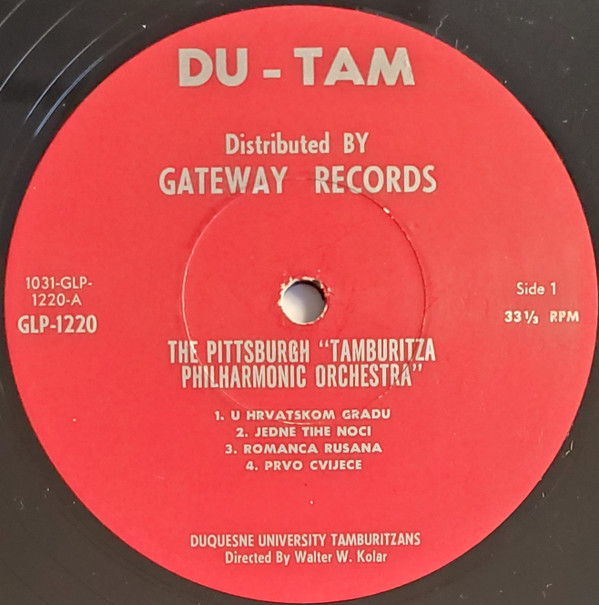 DU - TAM
Distributed BY
GATEWAY RECORDS
1031-GLP-
1220-A
GLP-1220
Side 1
33⅓ RPM
THE PITTSBURGH "TAMBURITZA
PHILHARMONIC ORCHESTRA"
1. U HRVATSKOM GRADU
2. JEDNE TIHE NOCI
3. ROMANCA RUSANA
4. PRVO CVIJECE
DUQUESNE UNIVERSITY TAMBURITZANS
Directed By Walter W. Kolar